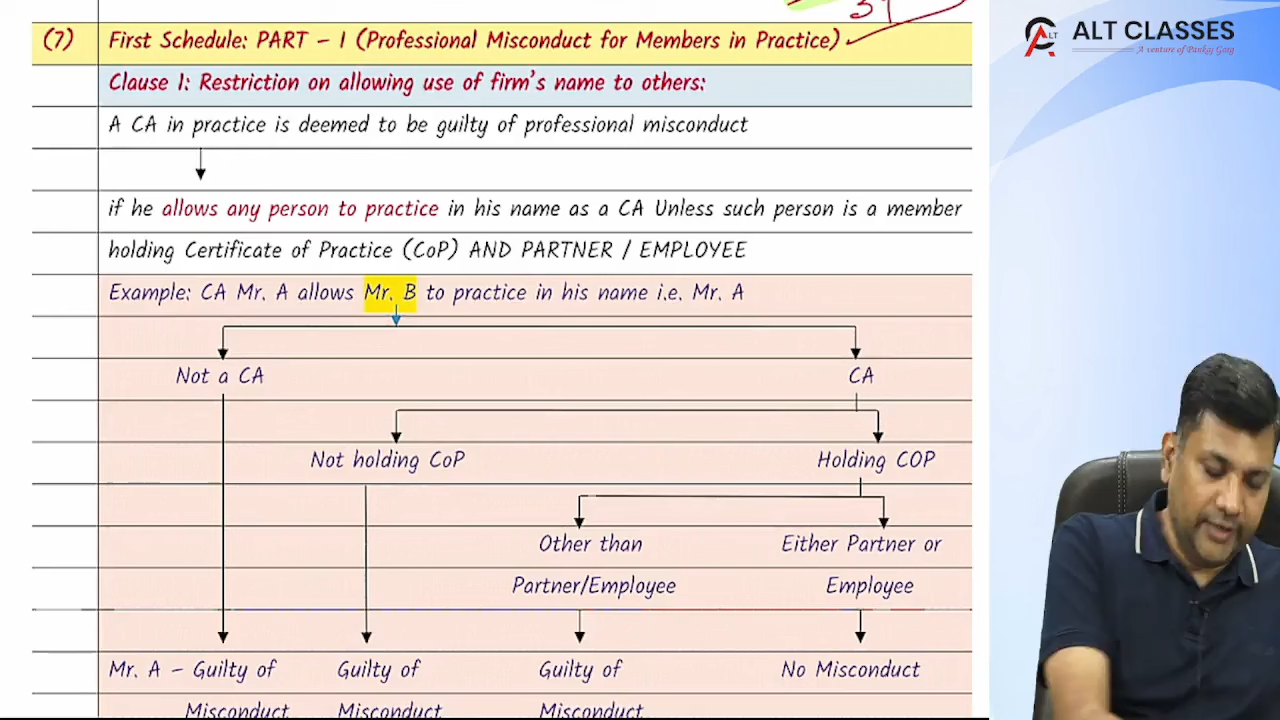 (7) First Schedule: PART – I (Professional Misconduct for Members in Practice)
Clause 1: Restriction on allowing use of firm's name to others:
A CA in practice is deemed to be guilty of professional misconduct
if he allows any person to practice in his name as a CA Unless such person is a member
holding Certificate of Practice (CoP) AND PARTNER / EMPLOYEE
Example: CA Mr. A allows Mr. B to practice in his name i.e. Mr. A
Not a CA CA
Not holding CoP Holding COP
Other than Either Partner or
Partner/Employee Employee
Mr. A – Guilty of Guilty of Guilty of No Misconduct
Misconduct Misconduct Misconduct
ALT CLASSES
A venture of Pankaj Garg
ALT